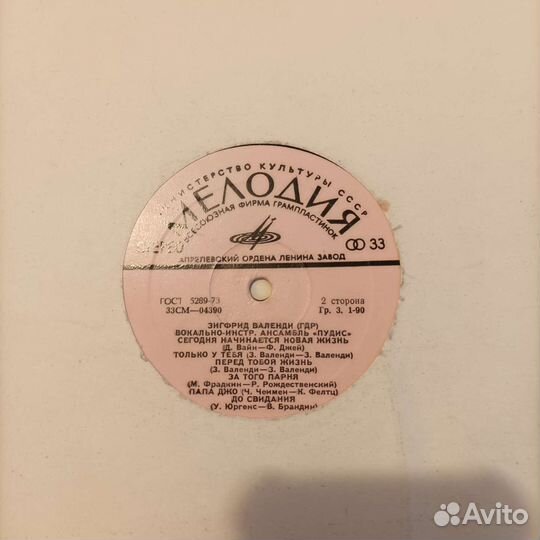 МИНИСТЕРСТВО КУЛЬТУРЫ СССР
МЕЛОДИЯ
ВСЕСОЮЗНАЯ ФИРМА ГРАМПЛАСТИНОК
СТЕРЕО 33
АПРЕЛЕВСКИЙ ОРДЕНА ЛЕНИНА ЗАВОД
ГОСТ 5289-73 2 сторона
33СМ—04390 Гр. 3. 1-90
ЗИГФРИД ВАЛЕНДИ (ГДР)
ВОКАЛЬНО-ИНСТР. АНСАМБЛЬ «ПУДИС»
СЕГОДНЯ НАЧИНАЕТСЯ НОВАЯ ЖИЗНЬ
(Д. Вайн—Ф. Джей)
ТОЛЬКО У ТЕБЯ (З. Валенди—З. Валенди)
ПЕРЕД ТОБОЙ ЖИЗНЬ
(З. Валенди—З. Валенди)
ЗА ТОГО ПАРНЯ
(М. Фрадкин—Р. Рождественский)
ПАПА ДЖО (Ч. Чеимен—К. Фелтц)
ДО СВИДАНИЯ
(У. Юргенс—В. Брандин)
Avito